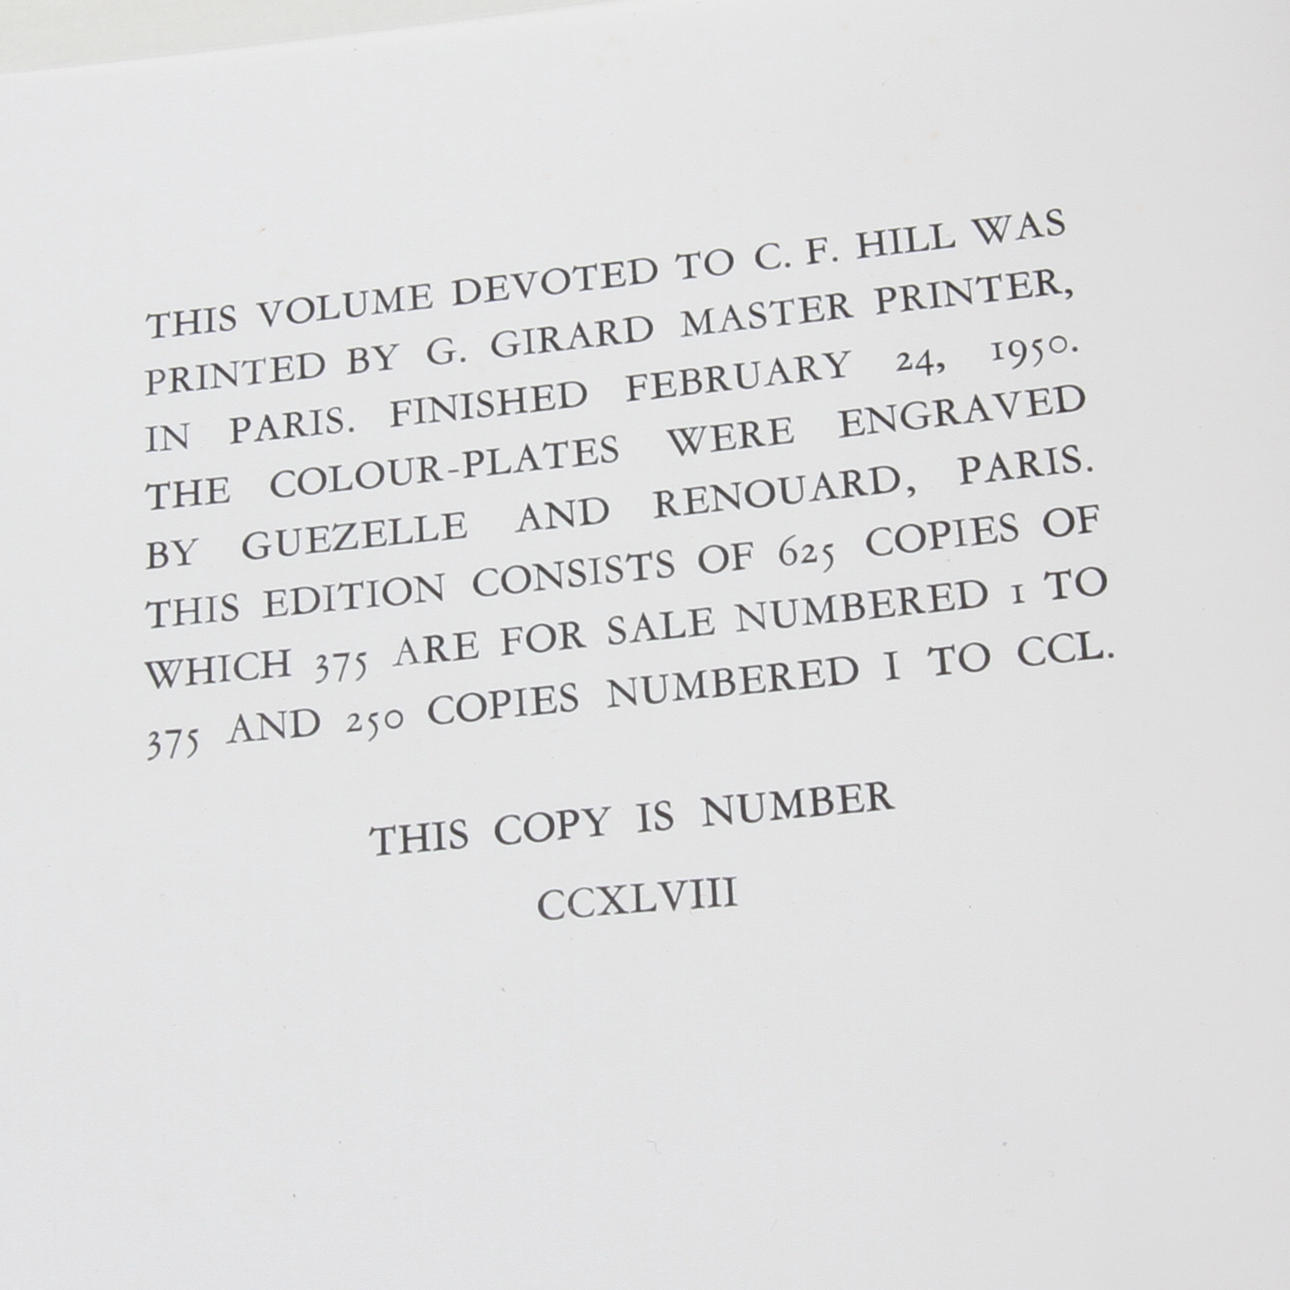 THIS VOLUME DEVOTED TO C. F. HILL WAS
PRINTED BY G. GIRARD MASTER PRINTER,
IN PARIS. FINISHED FEBRUARY 24, 1950.
THE COLOUR-PLATES WERE ENGRAVED
BY GUEZELLE AND RENOUARD, PARIS.
THIS EDITION CONSISTS OF 625 COPIES OF
WHICH 375 ARE FOR SALE NUMBERED 1 TO
375 AND 250 COPIES NUMBERED I TO CCL.
THIS COPY IS NUMBER
CCXLVIII